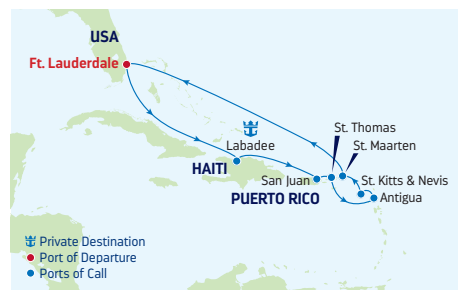 USA
Ft. Lauderdale
St. Thomas
St. Maarten
Labadee
HAITI
San Juan
St. Kitts & Nevis
PUERTO RICO
Antigua
Private Destination
Port of Departure
Ports of Call